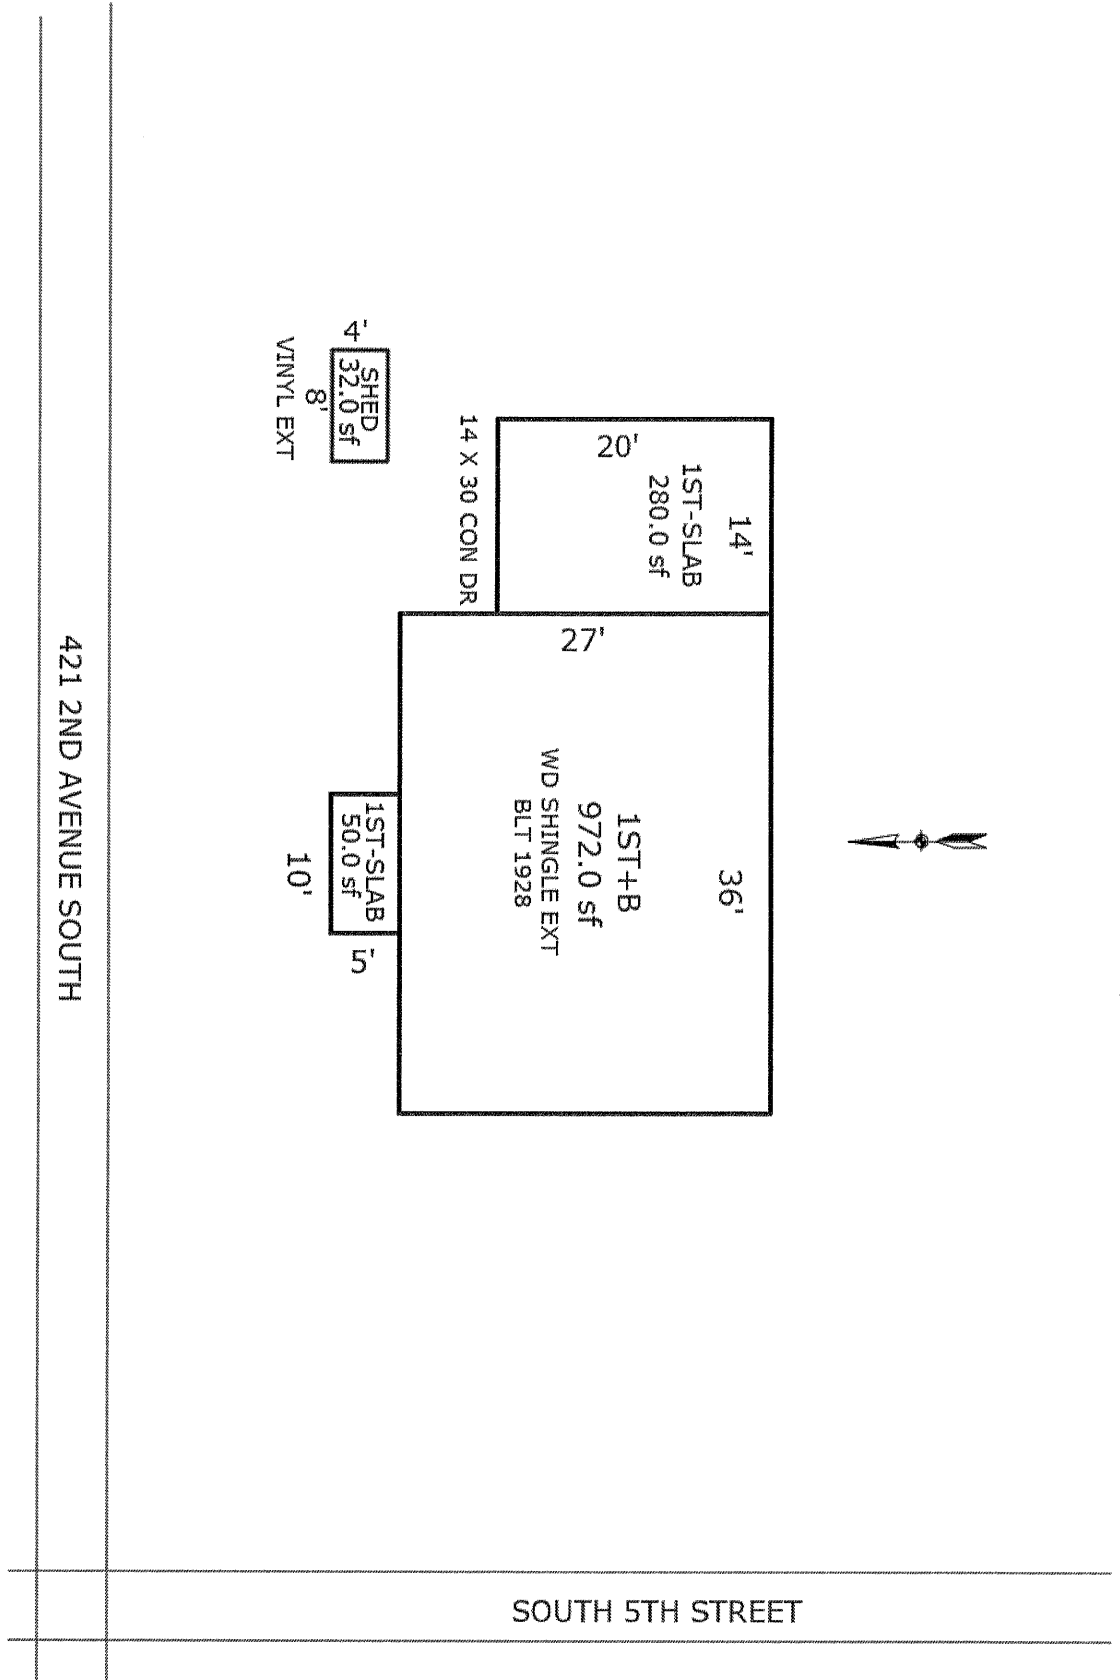 4'
SHED
32.0 sf
8'
VINYL EXT
20'
14'
1ST-SLAB
280.0 sf
14 X 30 CON DR
27'
36'
1ST+B
972.0 sf
WD SHINGLE EXT
BLT 1928
1ST-SLAB
50.0 sf
10'
5'
421 2ND AVENUE SOUTH
SOUTH 5TH STREET